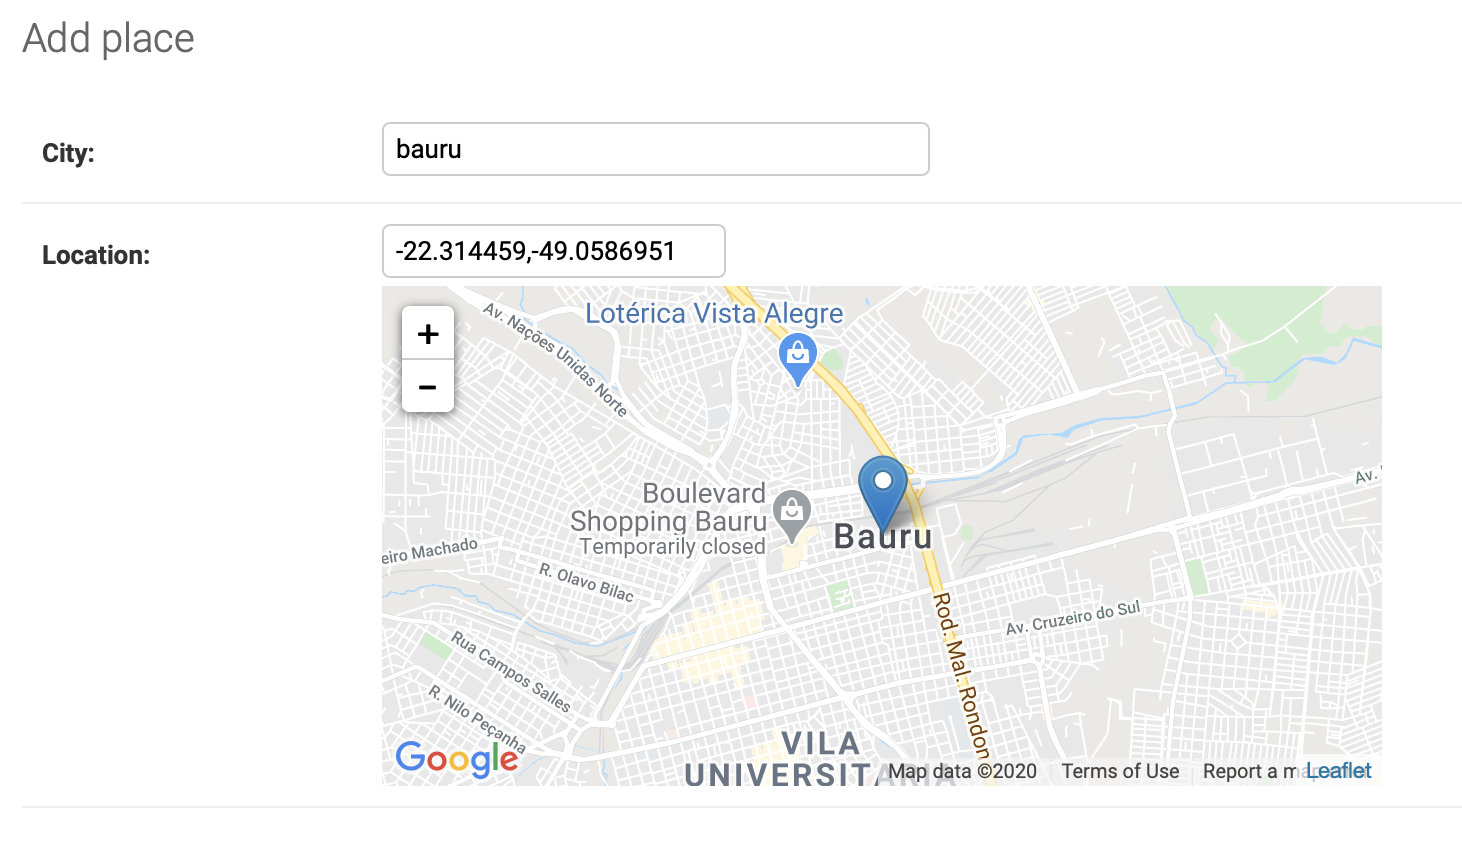 Add place
City:
bauru
Location:
-22.314459,-49.0586951
+
−
Av. Nações Unidas Norte
Lotérica Vista Alegre
Boulevard
Shopping Bauru
Temporarily closed
Bauru
Av.
eiro Machado
R. Olavo Bilac
Rod. Mal. Rondon
Av. Cruzeiro do Sul
Rua Campos Salles
R. Nilo Peçanha
VILA
UNIVERSITÁRIA
Google
Map data ©2020
Terms of Use
Report a map
Leaflet